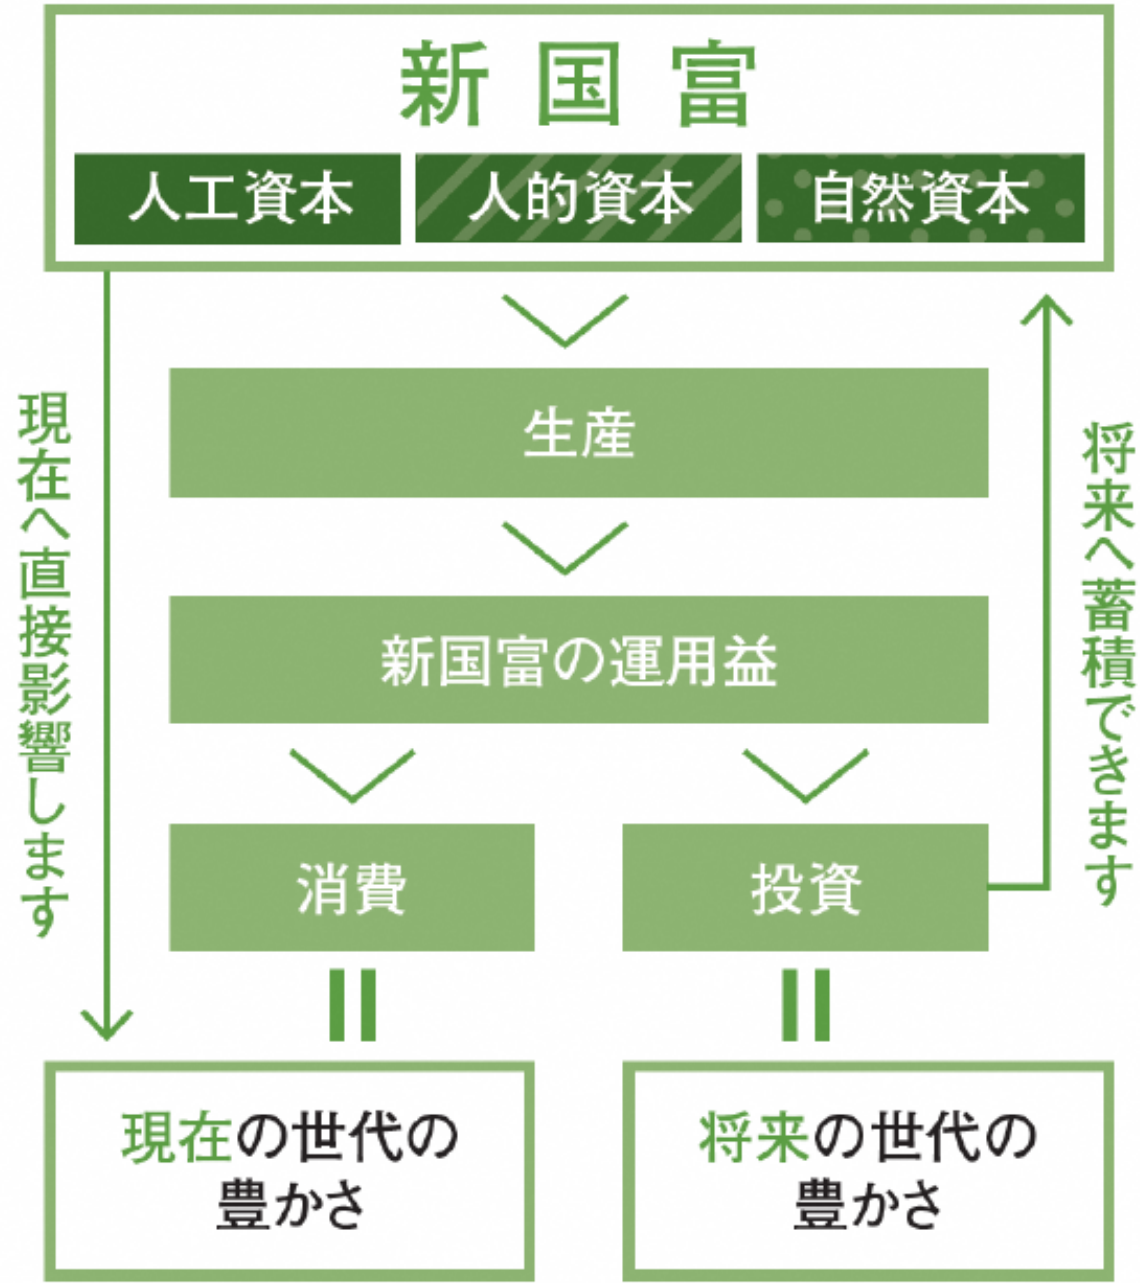 新国富
人工資本
人的資本
自然資本
現在へ直接影響します
将来へ蓄積できます
生産
新国富の運用益
消費
投資
現在の世代の
豊かさ
将来の世代の
豊かさ